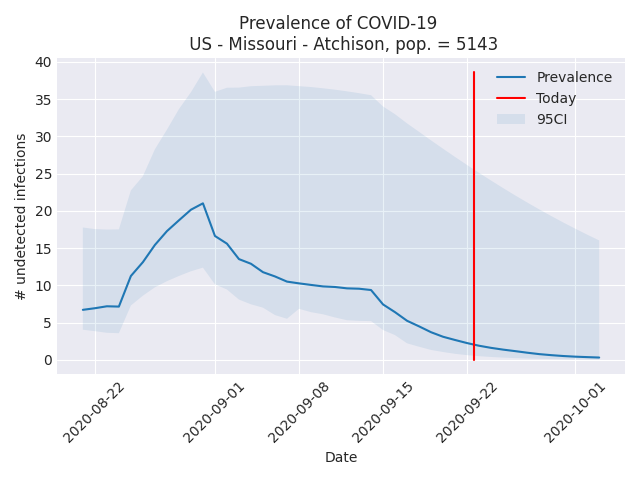 Prevalence of COVID-19
US - Missouri - Atchison, pop. = 5143
# undetected infections
40
35
30
25
20
15
10
5
0
Prevalence
Today
95CI
2020-08-22
2020-09-01
2020-09-08
2020-09-15
2020-09-22
2020-10-01
Date